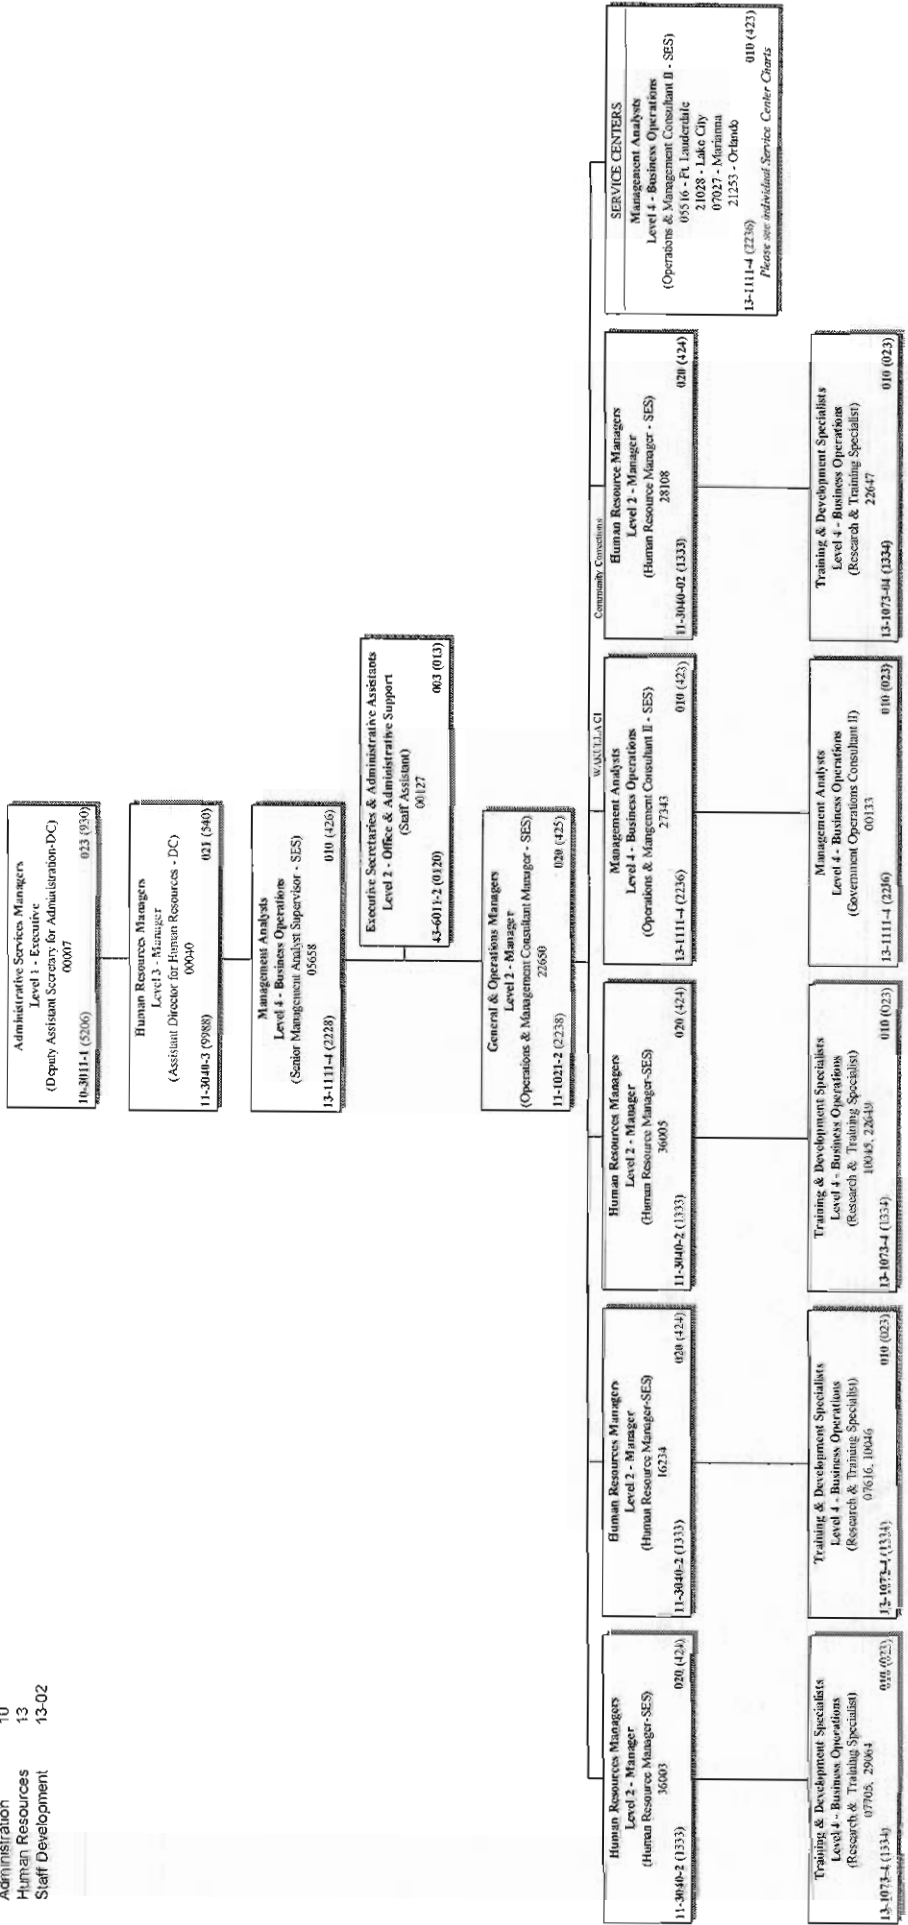 Administration 10
Human Resources 13
Staff Development 13-02
Administrative Services Managers
Level 1 - Executive
(Deputy Assistant Secretary for Administration-DC)
00007
10-3011-1 (5206) 023 (930)
Human Resources Managers
Level 3 - Manager
(Assistant Director for Human Resources - DC)
00040
11-3040-3 (9988) 021 (540)
Management Analysts
Level 4 - Business Operations
(Senior Management Analyst Supervisor - SES)
05658
13-1111-4 (2228) 010 (426)
Executive Secretaries & Administrative Assistants
Level 2 - Office & Administrative Support
(Staff Assistant)
00127
43-6011-2 (0120) 003 (013)
General & Operations Managers
Level 2 - Manager
(Operations & Management Consultant Manager - SES)
22650
11-1021-2 (2238) 020 (425)
Human Resources Managers
Level 2 - Manager
(Human Resource Manager-SES)
36003
11-3040-2 (1333) 020 (424)
Human Resources Managers
Level 2 - Manager
(Human Resource Manager-SES)
16234
11-3040-2 (1333) 020 (424)
Human Resources Managers
Level 2 - Manager
(Human Resource Manager-SES)
36005
11-3040-2 (1333) 020 (424)
WAKULLA CI
Management Analysts
Level 4 - Business Operations
(Operations & Mangement Consultant II - SES)
27343
13-1111-4 (2236) 010 (423)
Community Corrections
Human Resource Managers
Level 2 - Manager
(Human Resource Manager - SES)
28108
11-3040-02 (1333) 020 (424)
SERVICE CENTERS
Management Analysts
Level 4 - Business Operations
(Operations & Management Consultant II - SES)
05516 - Ft. Lauderdale
21028 - Lake City
07027 - Marianna
21253 - Orlando
13-1111-4 (2236) 010 (423)
Please see individual Service Center Charts
Training & Development Specialists
Level 4 - Business Operations
(Research & Training Specialist)
07705, 29064
13-1073-4 (1334) 010 (023)
Training & Development Specialists
Level 4 - Business Operations
(Research & Training Specialist)
07616, 10046
13-1073-4 (1334) 010 (023)
Training & Development Specialists
Level 4 - Business Operations
(Research & Training Specialist)
10045, 22649
13-1073-4 (1334) 010 (023)
Management Analysts
Level 4 - Business Operations
(Government Operations Consultant II)
00133
13-1111-4 (2236) 010 (023)
Training & Development Specialists
Level 4 - Business Operations
(Research & Training Specialist)
22647
13-1073-04 (1334) 010 (023)